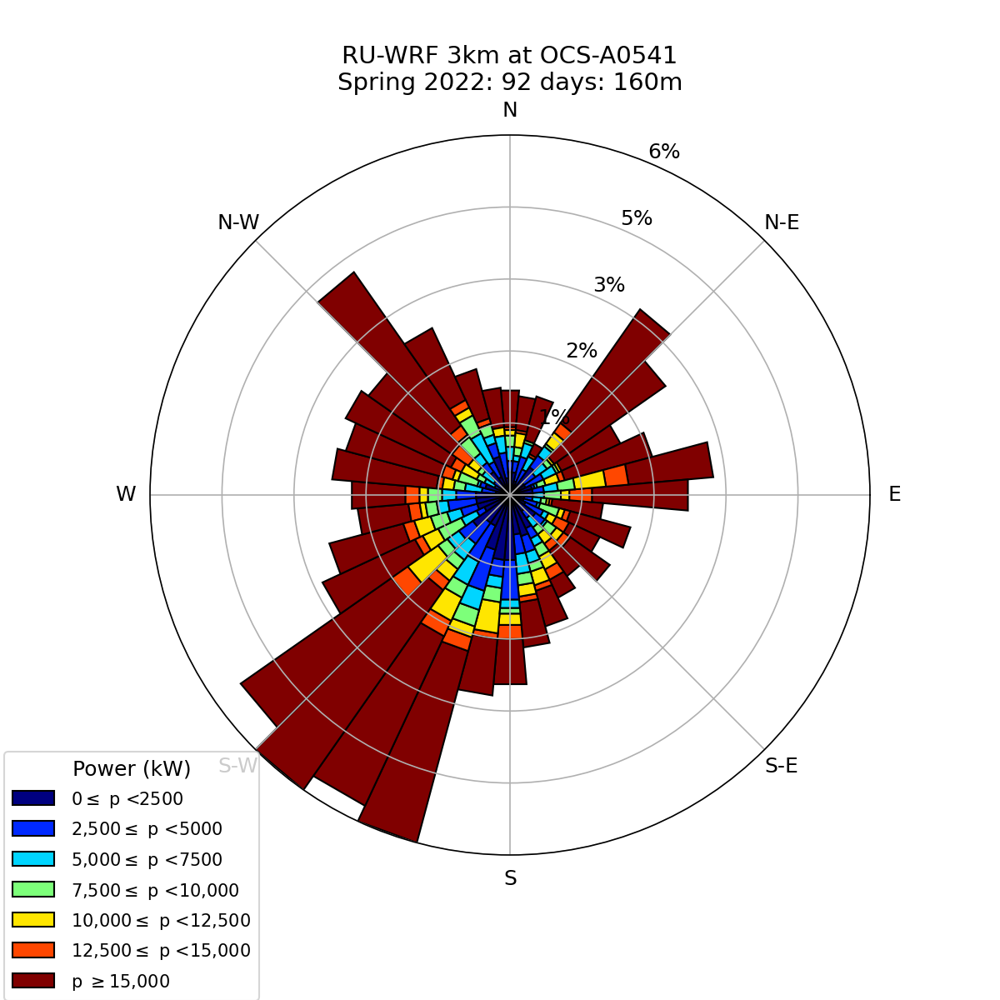 RU-WRF 3km at OCS-A0541
Spring 2022: 92 days: 160m
N
6%
N-W
5%
N-E
3%
2%
1%
W
E
S-W
S-E
S
Power (kW)
0≤ p <2500
2,500≤ p <5000
5,000≤ p <7500
7,500≤ p <10,000
10,000≤ p <12,500
12,500≤ p <15,000
p ≥15,000